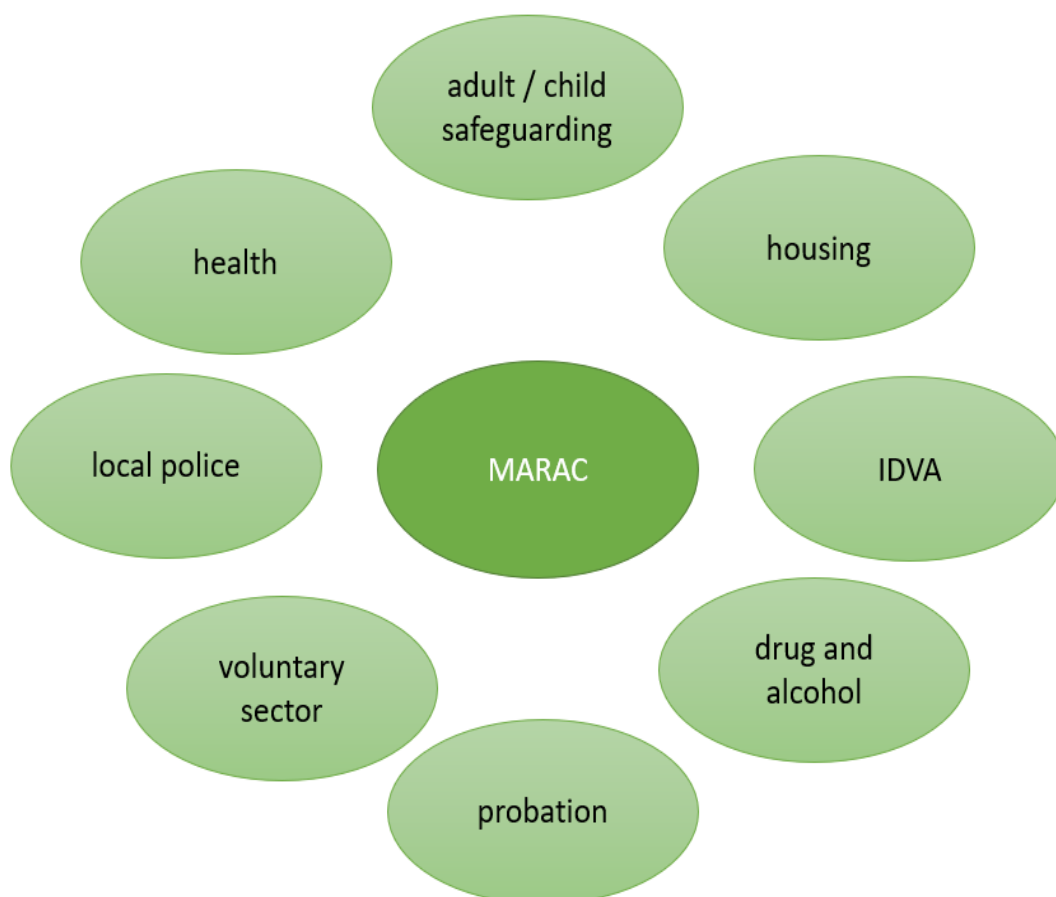 adult / child
safeguarding
health
housing
local police
MARAC
IDVA
voluntary
sector
drug and
alcohol
probation